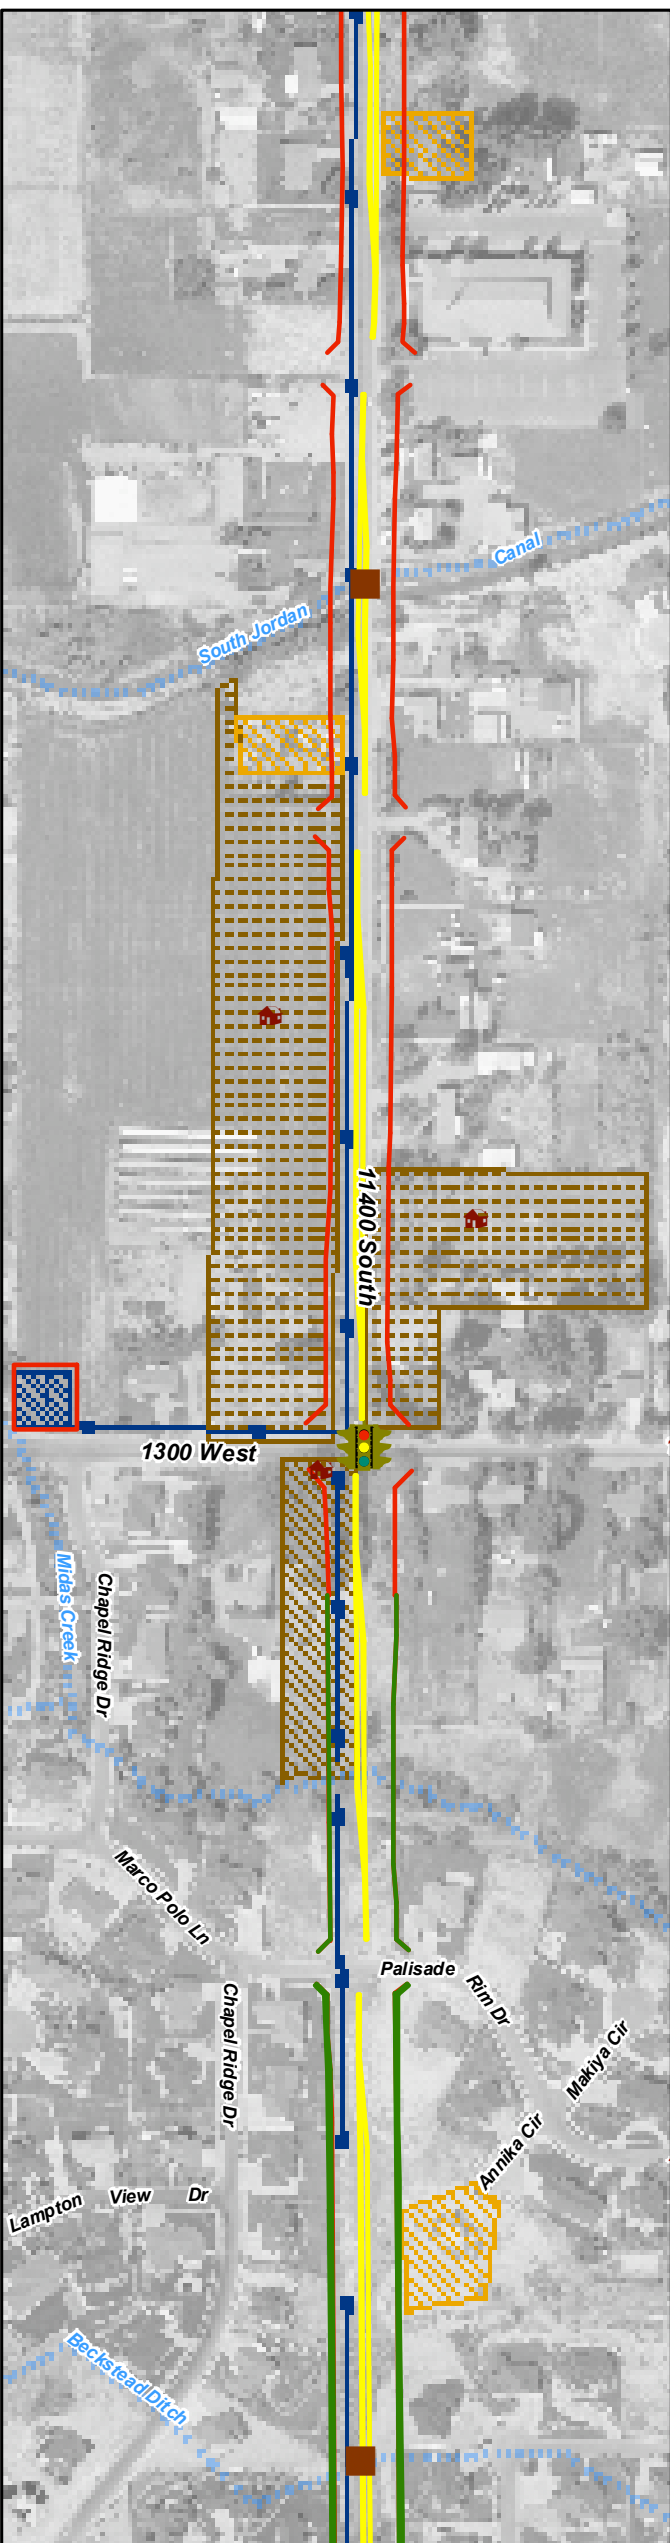 Canal
South Jordan
11400 South
1300 West
Midas Creek
Chapel Ridge Dr
Marco Polo Ln
Palisade
Rim Dr
Chapel Ridge Dr
Makiya Cir
Annika Cir
Lampton View Dr
Beckstead Ditch